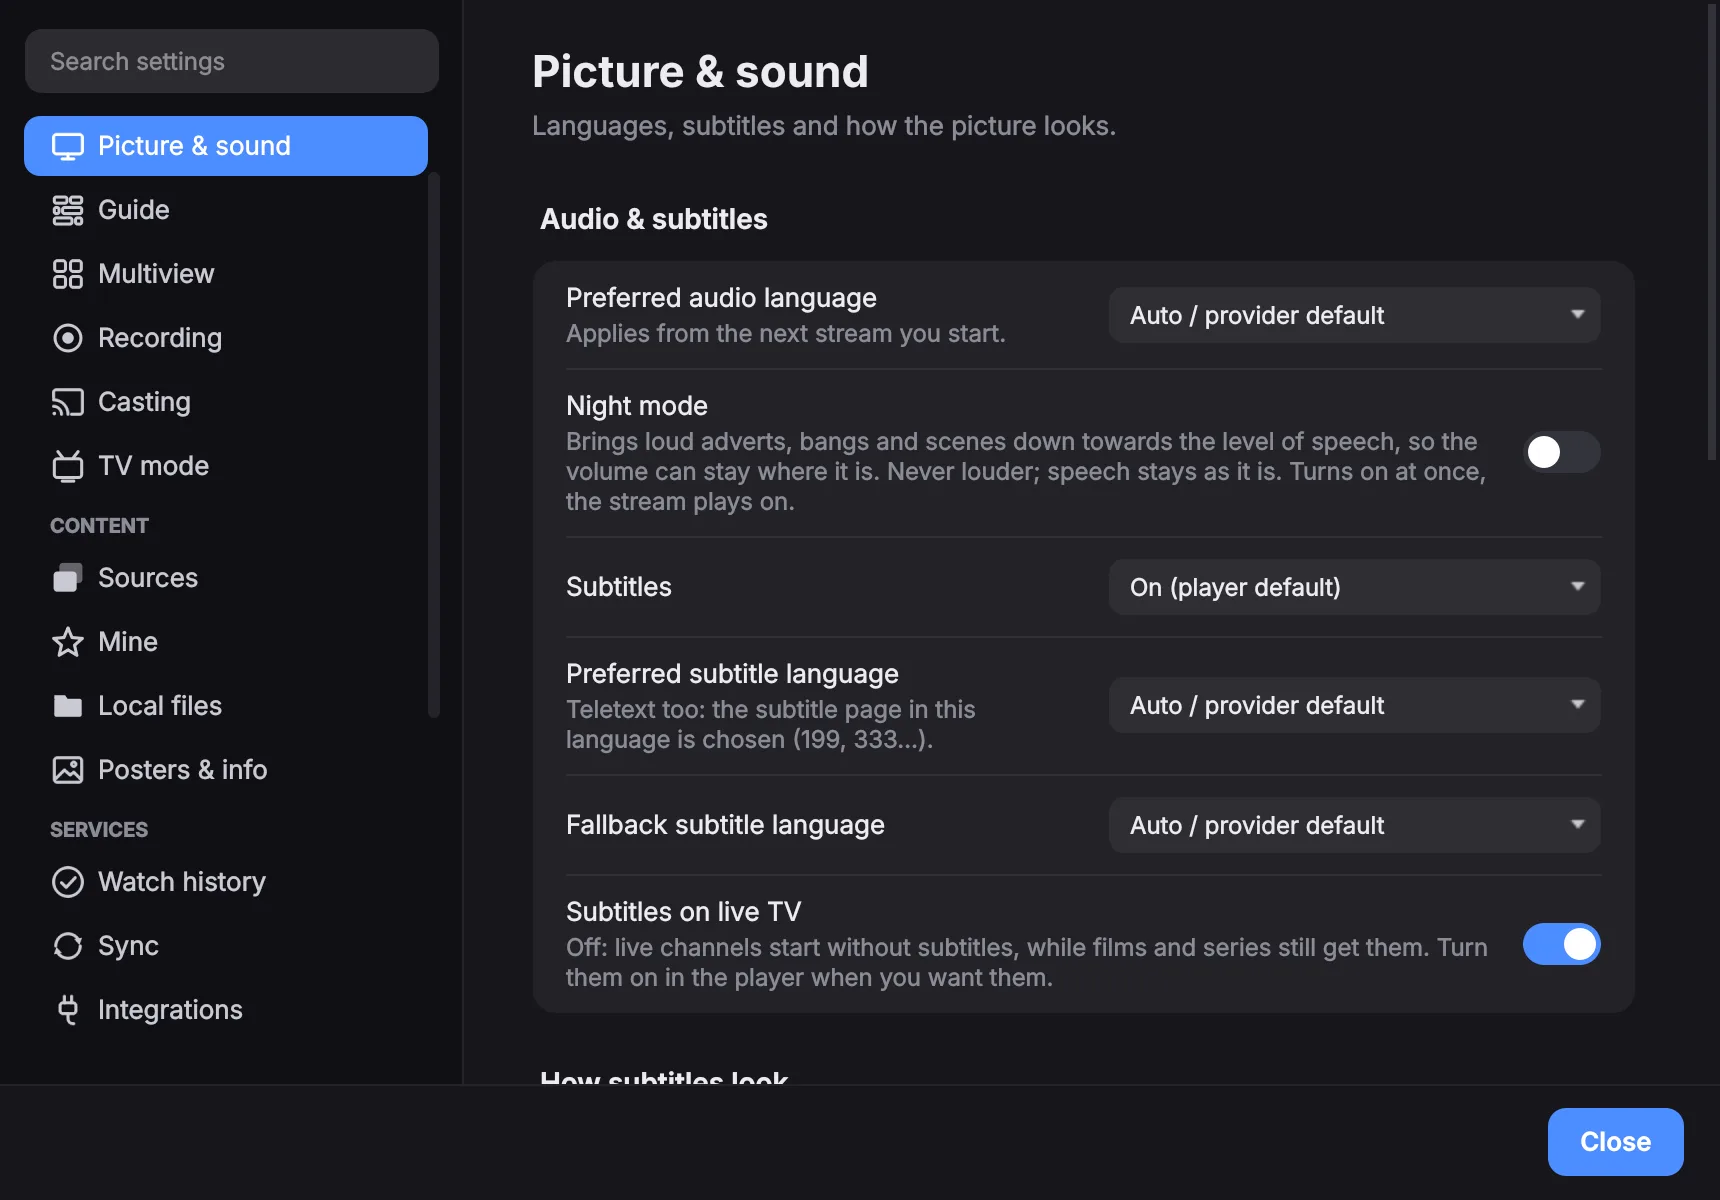 Search settings
Picture & sound
Guide
Multiview
Recording
Casting
TV mode
CONTENT
Sources
Mine
Local files
Posters & info
SERVICES
Watch history
Sync
Integrations
Picture & sound
Languages, subtitles and how the picture looks.
Audio & subtitles
Preferred audio language
Applies from the next stream you start.
Auto / provider default
Night mode
Brings loud adverts, bangs and scenes down towards the level of speech, so the
volume can stay where it is. Never louder; speech stays as it is. Turns on at once,
the stream plays on.
Subtitles
On (player default)
Preferred subtitle language
Teletext too: the subtitle page in this
language is chosen (199, 333...).
Auto / provider default
Fallback subtitle language
Auto / provider default
Subtitles on live TV
Off: live channels start without subtitles, while films and series still get them. Turn
them on in the player when you want them.
How subtitles look
Close